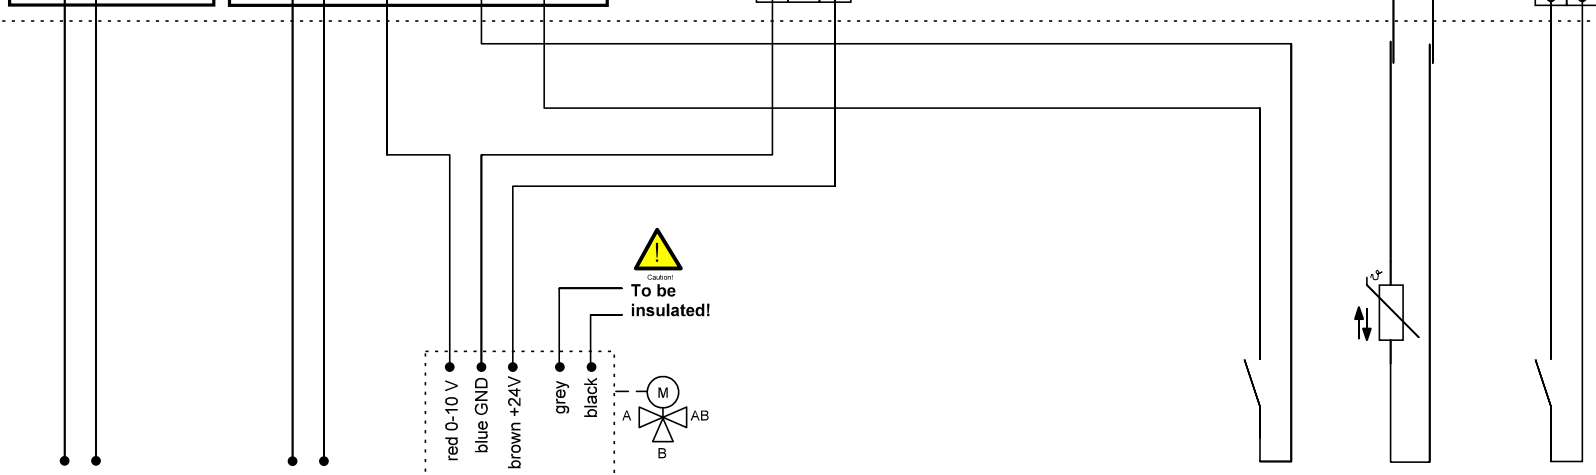 !
Caution!
To be
insulated!
ϑ
red 0-10 V
blue GND
brown +24V
grey
black
M
A
AB
B